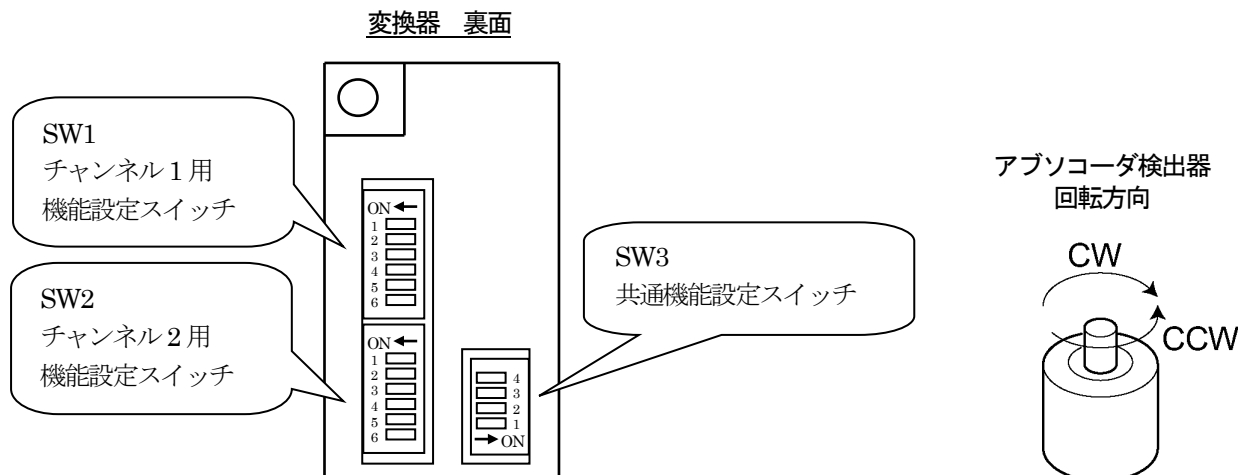 変換器　裏面
SW1
チャンネル1用
機能設定スイッチ
SW2
チャンネル2用
機能設定スイッチ
ON
1
2
3
4
5
6
ON
1
2
3
4
5
6
4
3
2
1
ON
SW3
共通機能設定スイッチ
アブソコーダ検出器
回転方向
CW
CCW